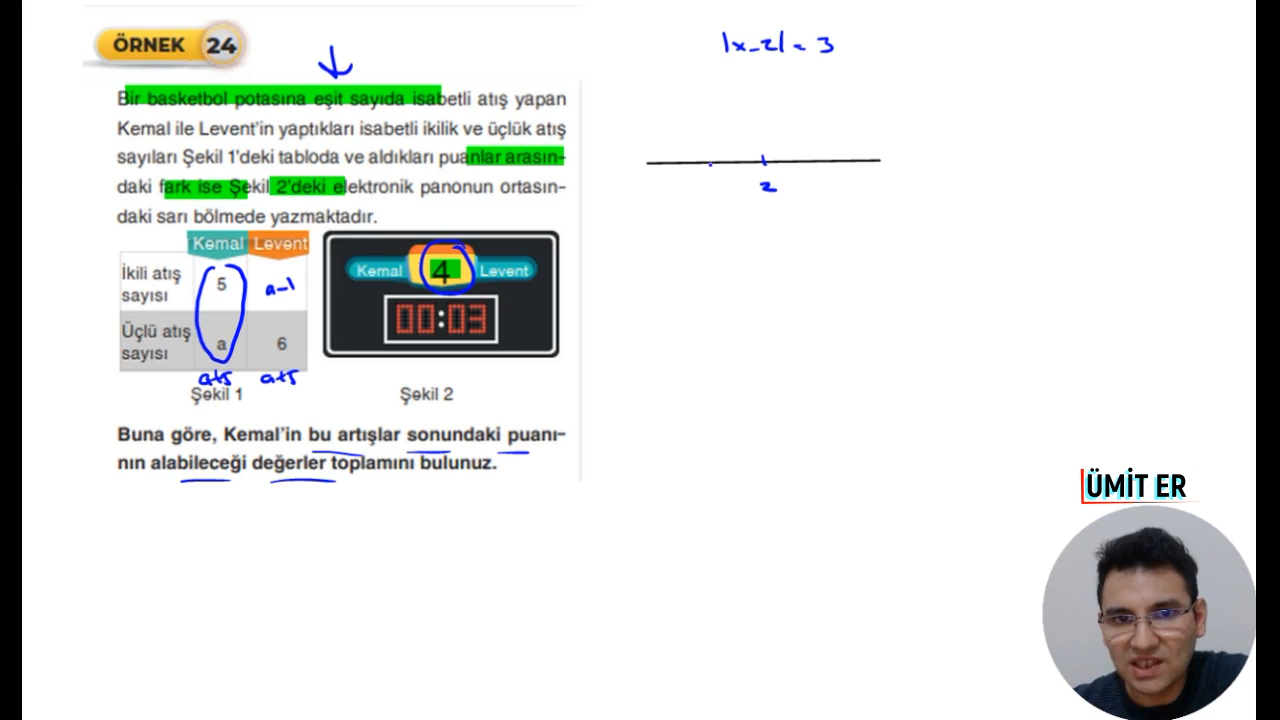 ÖRNEK 24
|x-2| = 3
Bir basketbol potasına eşit sayıda isabetli atış yapan
Kemal ile Levent'in yaptıkları isabetli ikilik ve üçlük atış
sayıları Şekil 1'deki tabloda ve aldıkları puanlar arasın-
daki fark ise Şekil 2'deki elektronik panonun ortasın-
daki sarı bölmede yazmaktadır.
2
Kemal Levent
İkili atış sayısı 5 a-1
Üçlü atış sayısı a 6
a+5 a+5
Şekil 1
Kemal 4 Levent
00:03
Şekil 2
Buna göre, Kemal'in bu artışlar sonundaki puanı-
nın alabileceği değerler toplamını bulunuz.
ÜMİT ER